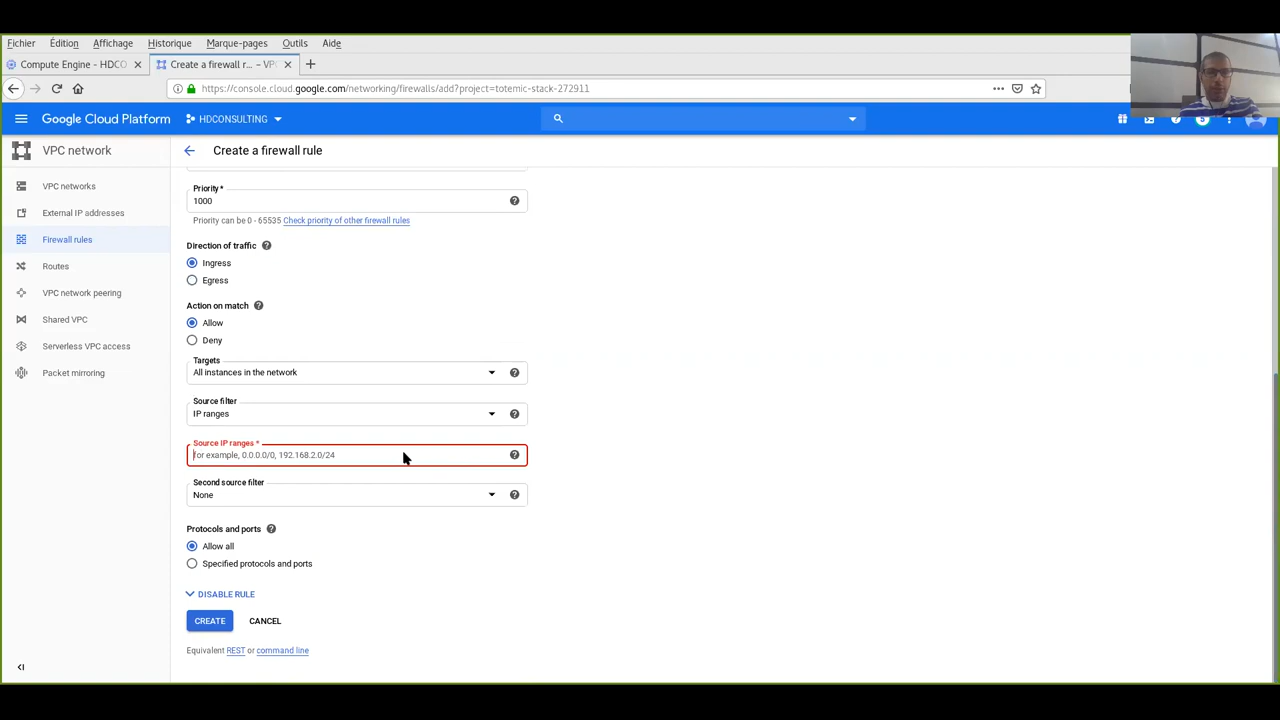 Fichier Édition Affichage Historique Marque-pages Outils Aide
Compute Engine - HDCO
Create a firewall r... – VPC
https://console.cloud.google.com/networking/firewalls/add?project=totemic-stack-272911
Google Cloud Platform HDCONSULTING
VPC network
Create a firewall rule
VPC networks
External IP addresses
Firewall rules
Routes
VPC network peering
Shared VPC
Serverless VPC access
Packet mirroring
Priority *
1000
Priority can be 0 - 65535 Check priority of other firewall rules
Direction of traffic
Ingress
Egress
Action on match
Allow
Deny
Targets
All instances in the network
Source filter
IP ranges
Source IP ranges *
for example, 0.0.0.0/0, 192.168.2.0/24
Second source filter
None
Protocols and ports
Allow all
Specified protocols and ports
DISABLE RULE
CREATE CANCEL
Equivalent REST or command line